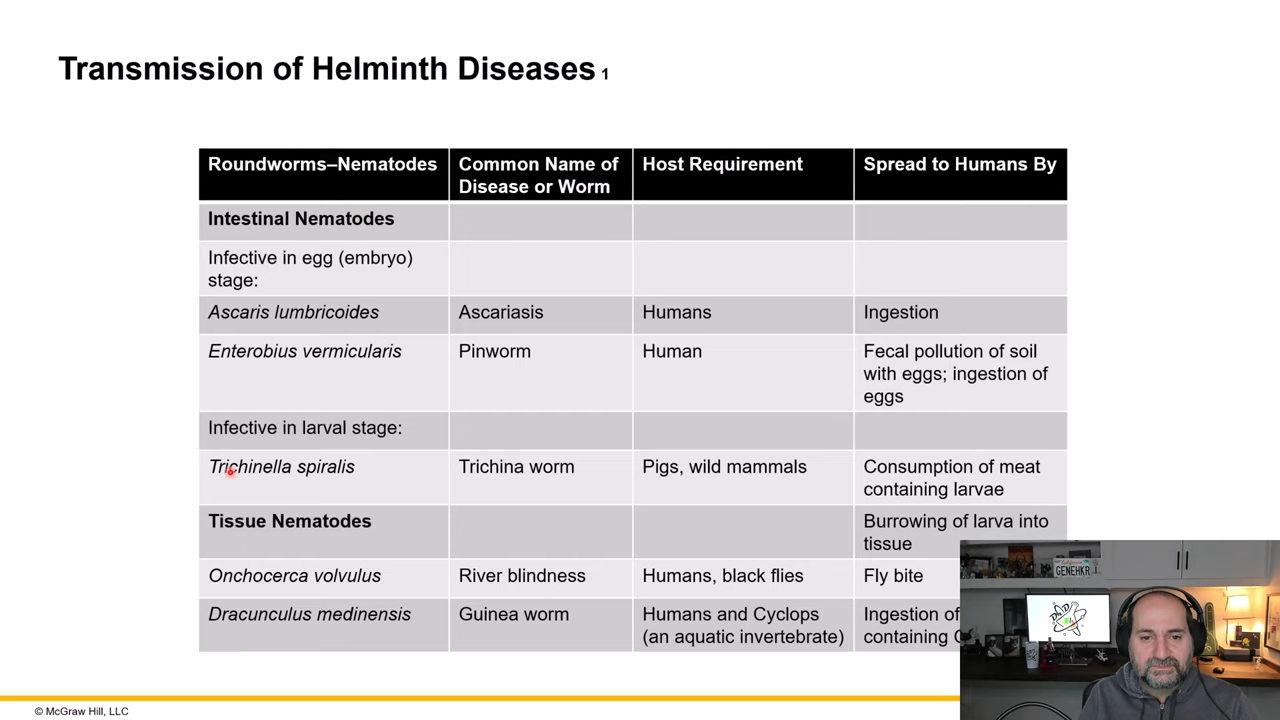 Transmission of Helminth Diseases 1
Roundworms–Nematodes
Common Name of
Disease or Worm
Host Requirement
Spread to Humans By
Intestinal Nematodes
Infective in egg (embryo)
stage:
Ascaris lumbricoides
Ascariasis
Humans
Ingestion
Enterobius vermicularis
Pinworm
Human
Fecal pollution of soil
with eggs; ingestion of
eggs
Infective in larval stage:
Trichinella spiralis
Trichina worm
Pigs, wild mammals
Consumption of meat
containing larvae
Tissue Nematodes
Burrowing of larva into
tissue
Onchocerca volvulus
River blindness
Humans, black flies
Fly bite
Dracunculus medinensis
Guinea worm
Humans and Cyclops
(an aquatic invertebrate)
Ingestion of
containing
GENEHKR
© McGraw Hill, LLC